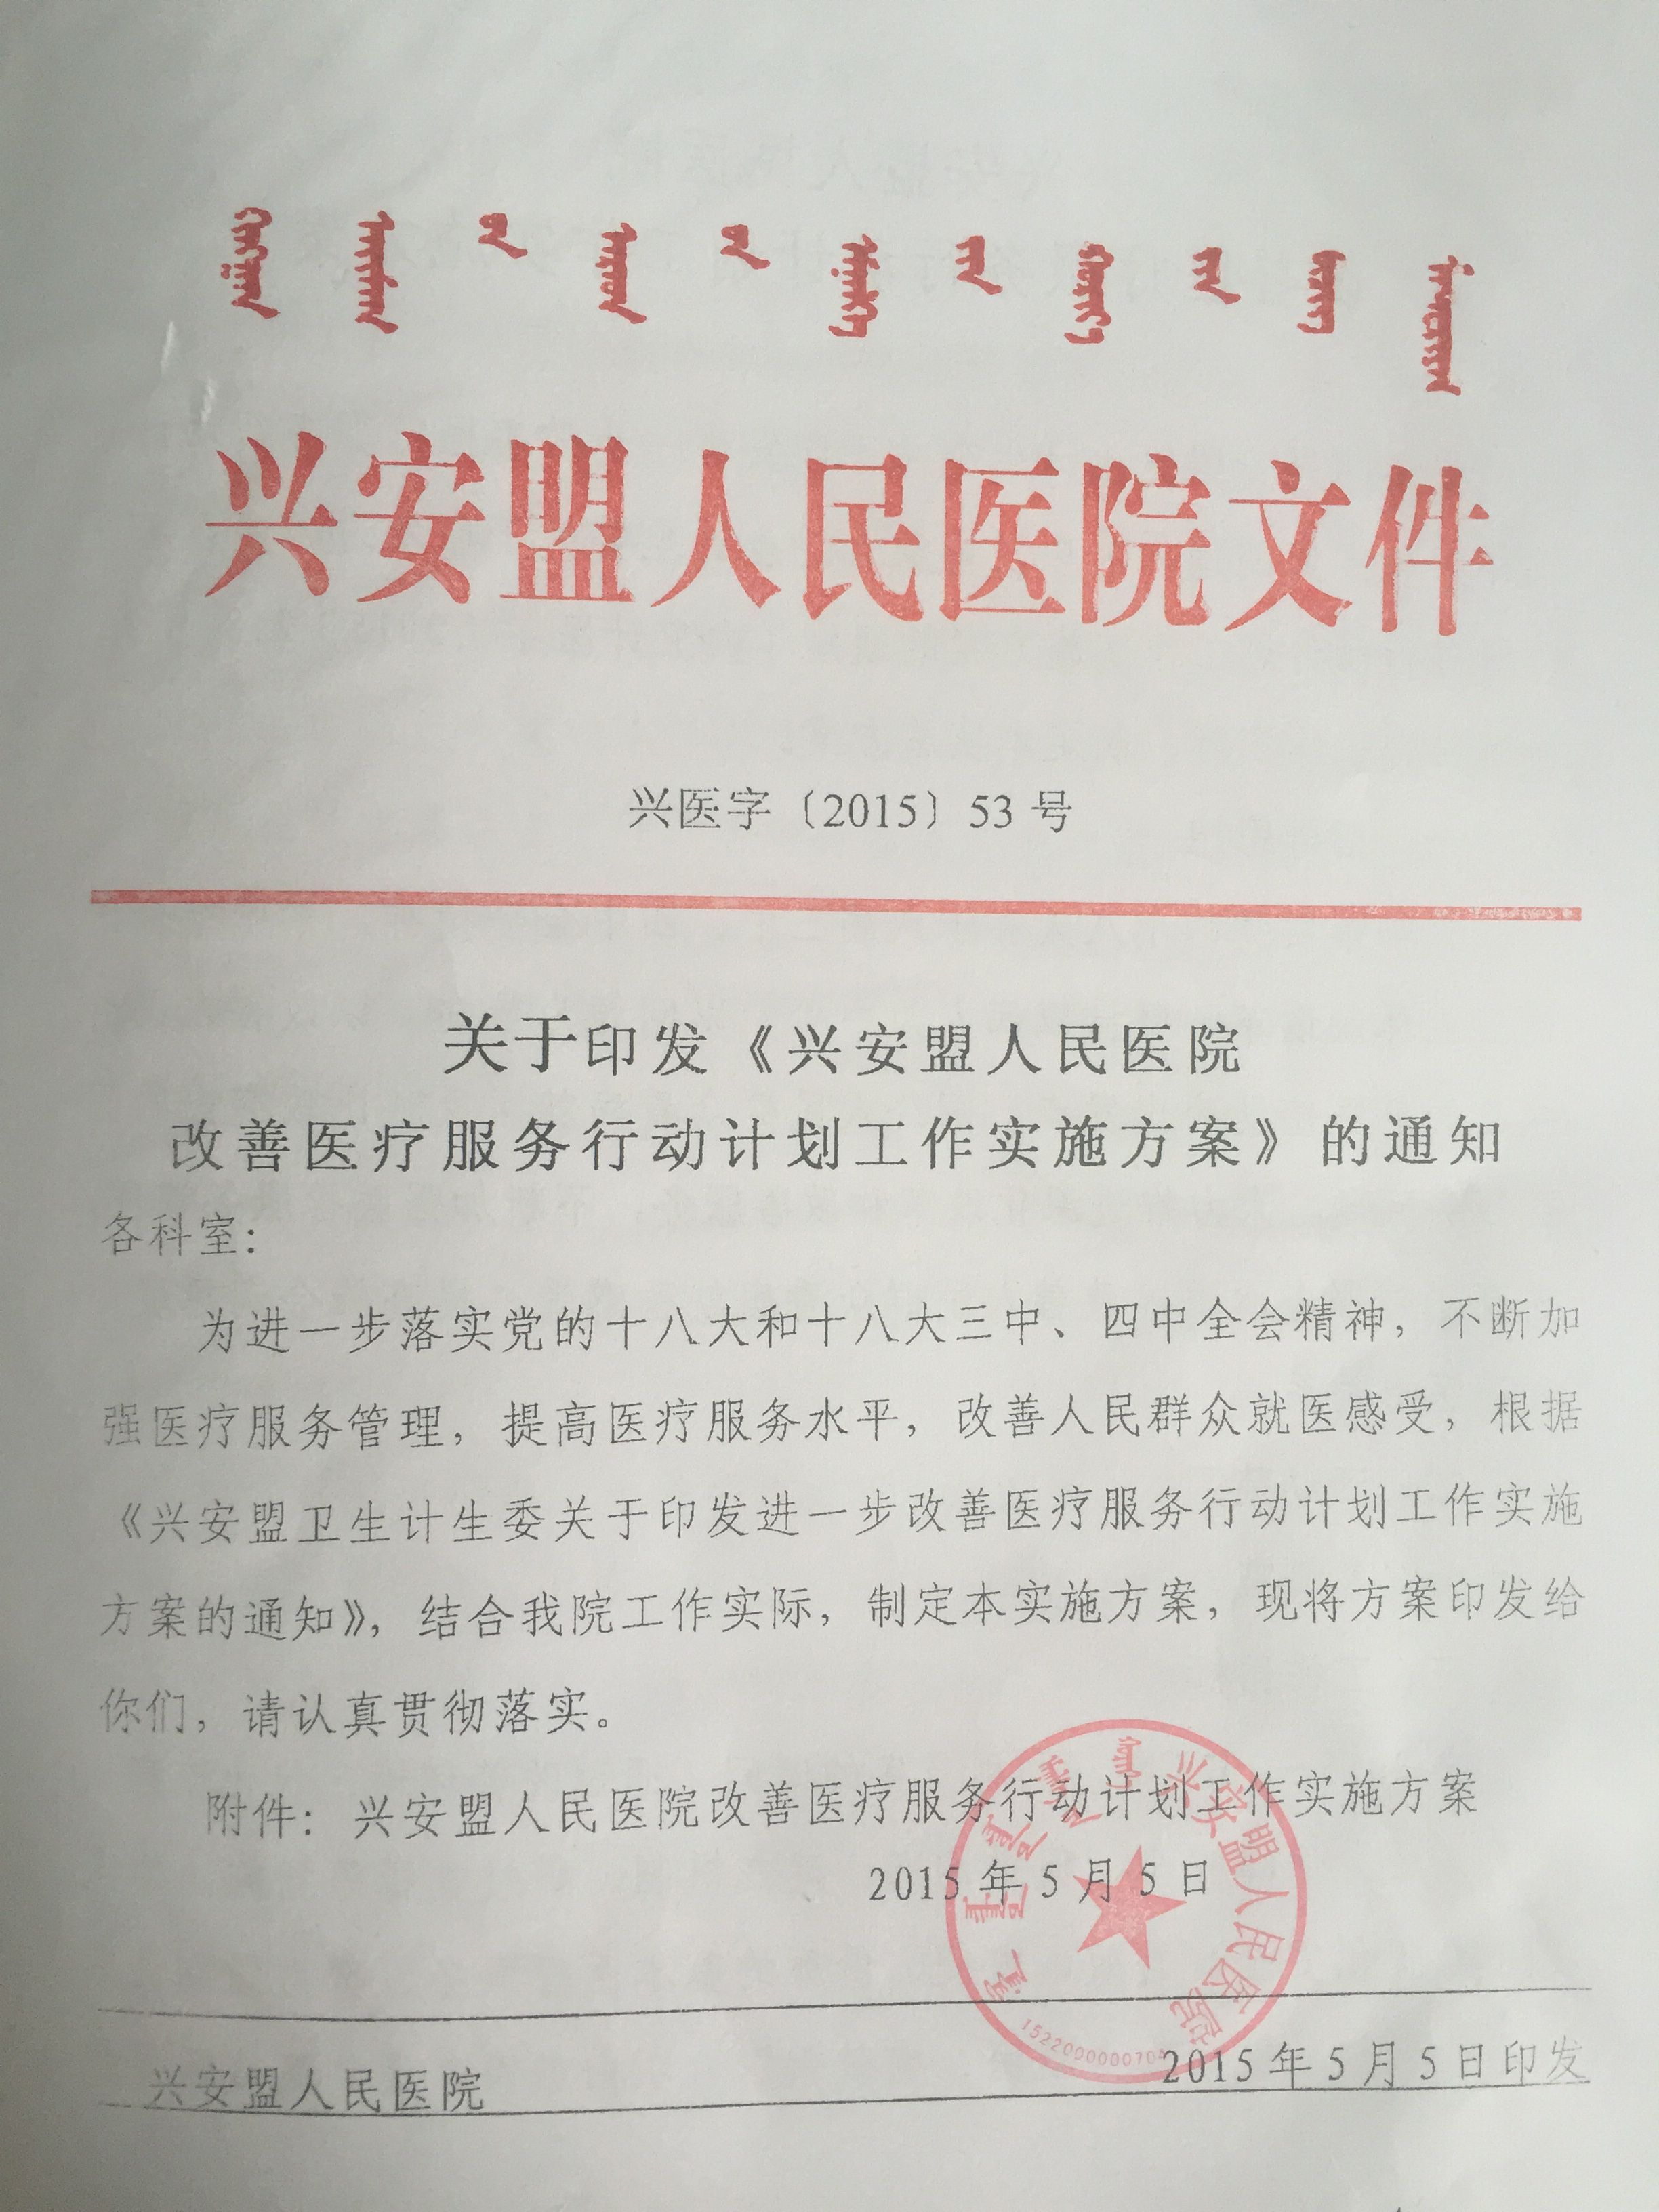 兴安盟人民医院文件
兴医字〔2015〕53号
关于印发《兴安盟人民医院
改善医疗服务行动计划工作实施方案》的通知
各科室：
为进一步落实党的十八大和十八大三中、四中全会精神，不断加
强医疗服务管理，提高医疗服务水平，改善人民群众就医感受，根据
《兴安盟卫生计生委关于印发进一步改善医疗服务行动计划工作实施
方案的通知》，结合我院工作实际，制定本实施方案，现将方案印发给
你们，请认真贯彻落实。
附件：兴安盟人民医院改善医疗服务行动计划工作实施方案
2015年5月5日
兴安盟人民医院
兴安盟人民医院
2015年5月5日印发